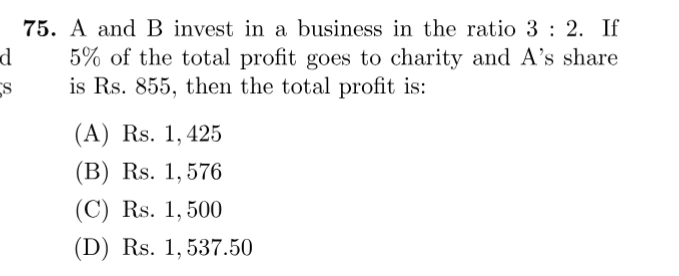 75. A and B invest in a business in the ratio 3 : 2. If
d 5% of the total profit goes to charity and A's share
s is Rs. 855, then the total profit is:
(A) Rs. 1, 425
(B) Rs. 1, 576
(C) Rs. 1, 500
(D) Rs. 1, 537.50